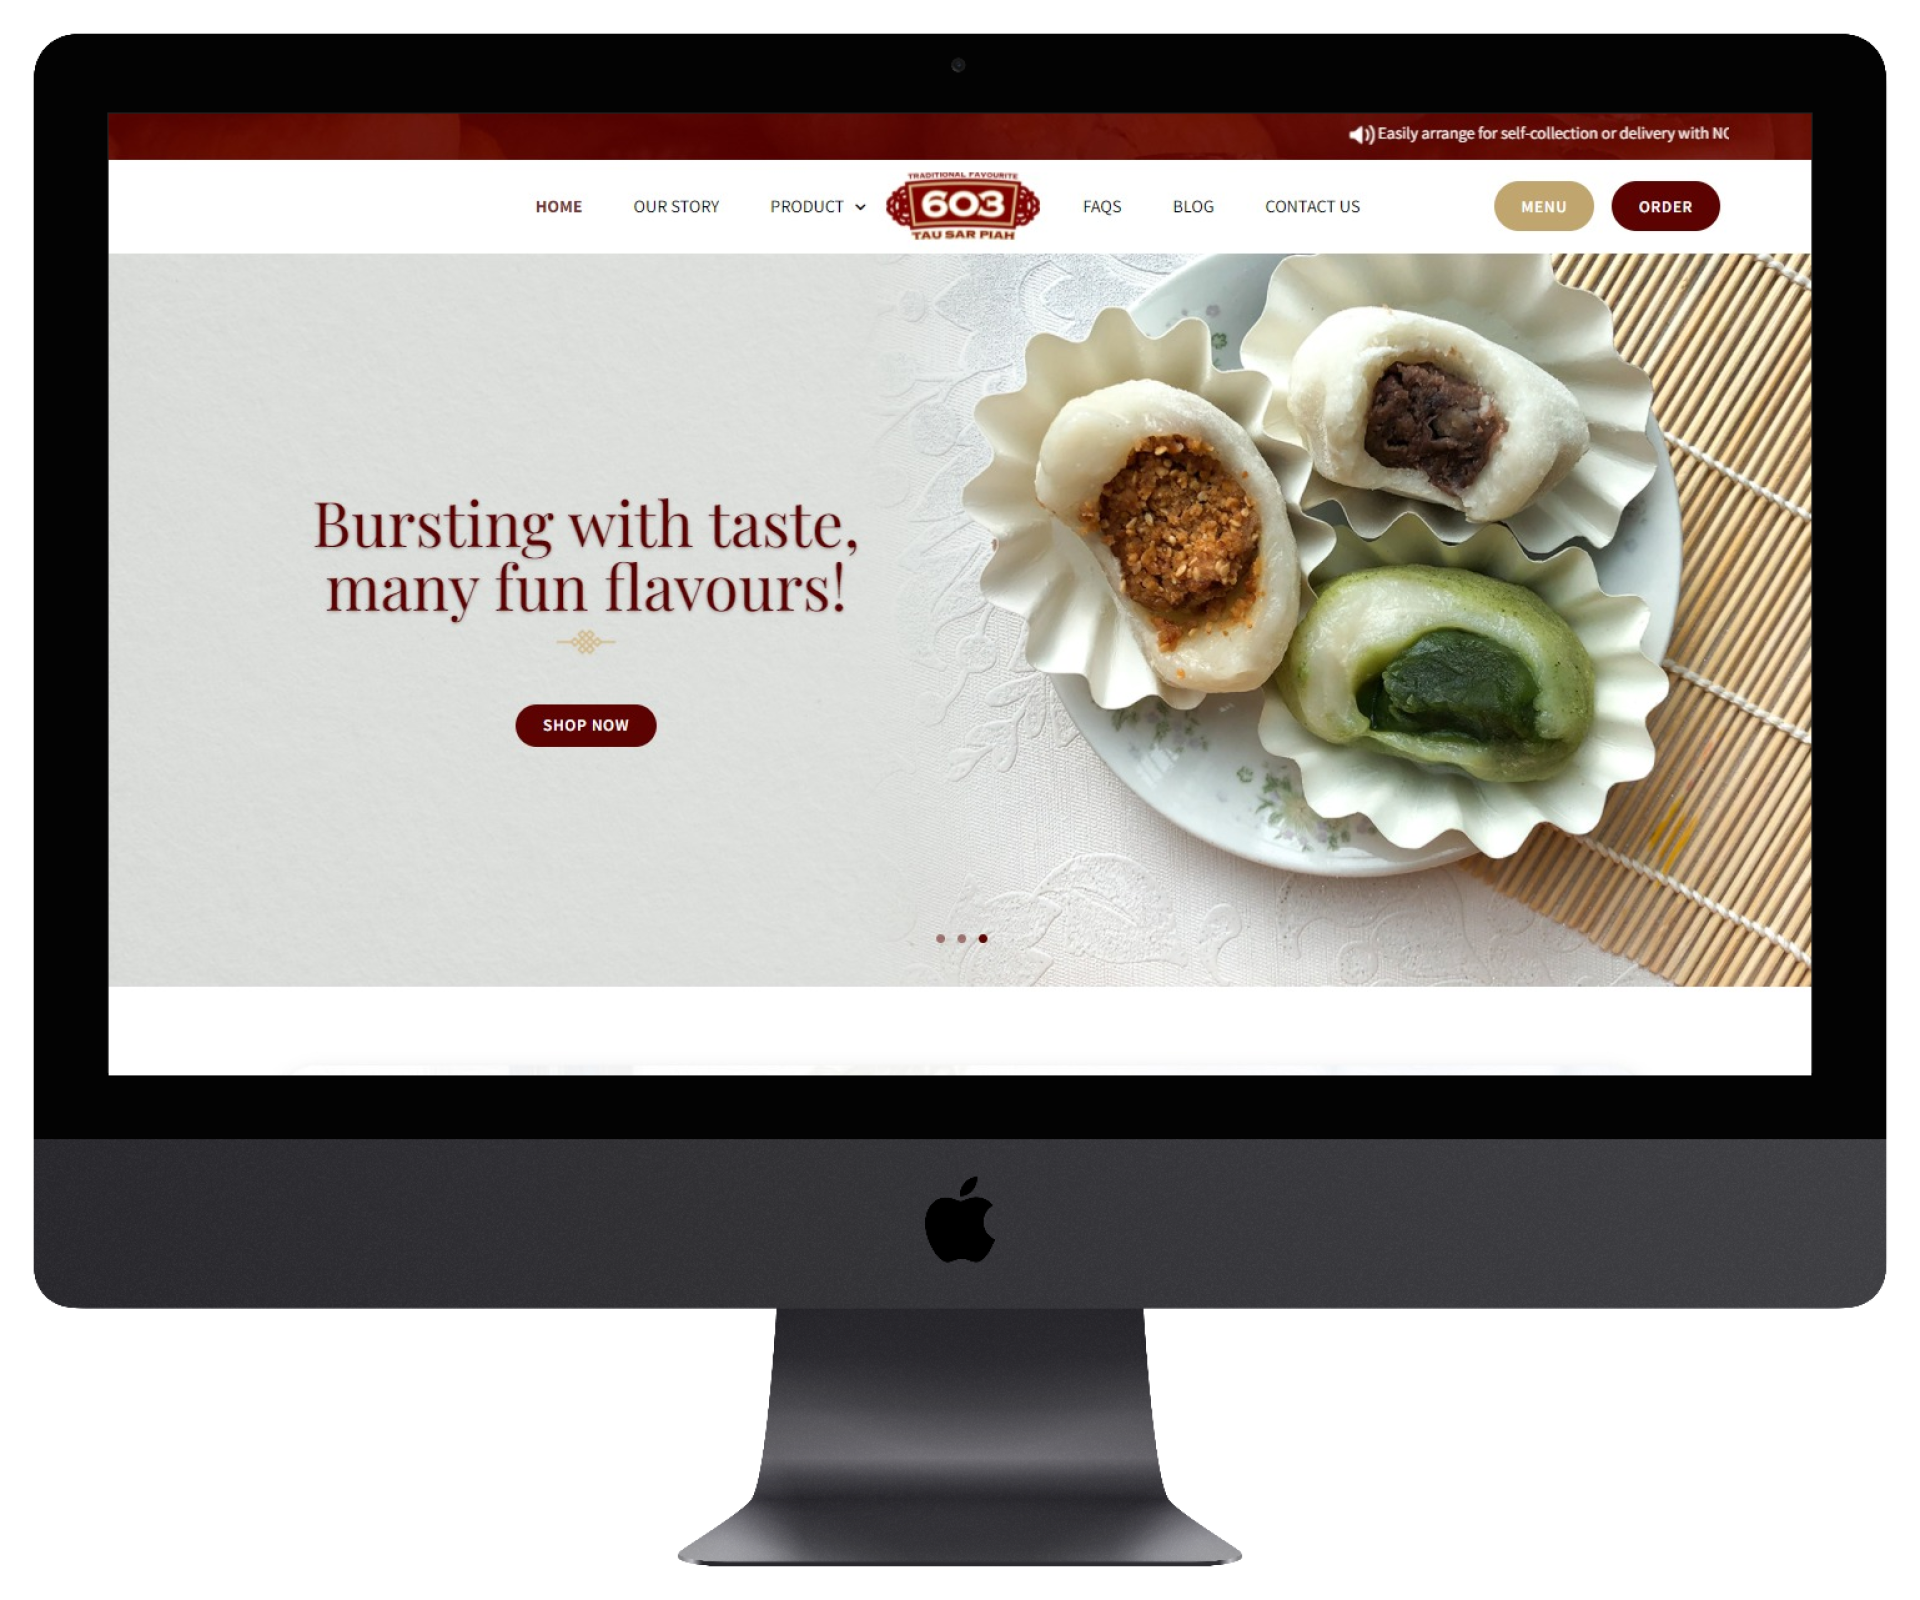 Easily arrange for self-collection or delivery with NO
HOME
OUR STORY
PRODUCT
TRADITIONAL FAVOURITE
603
TAU SAR PIAH
FAQS
BLOG
CONTACT US
MENU
ORDER
Bursting with taste,
many fun flavours!
SHOP NOW